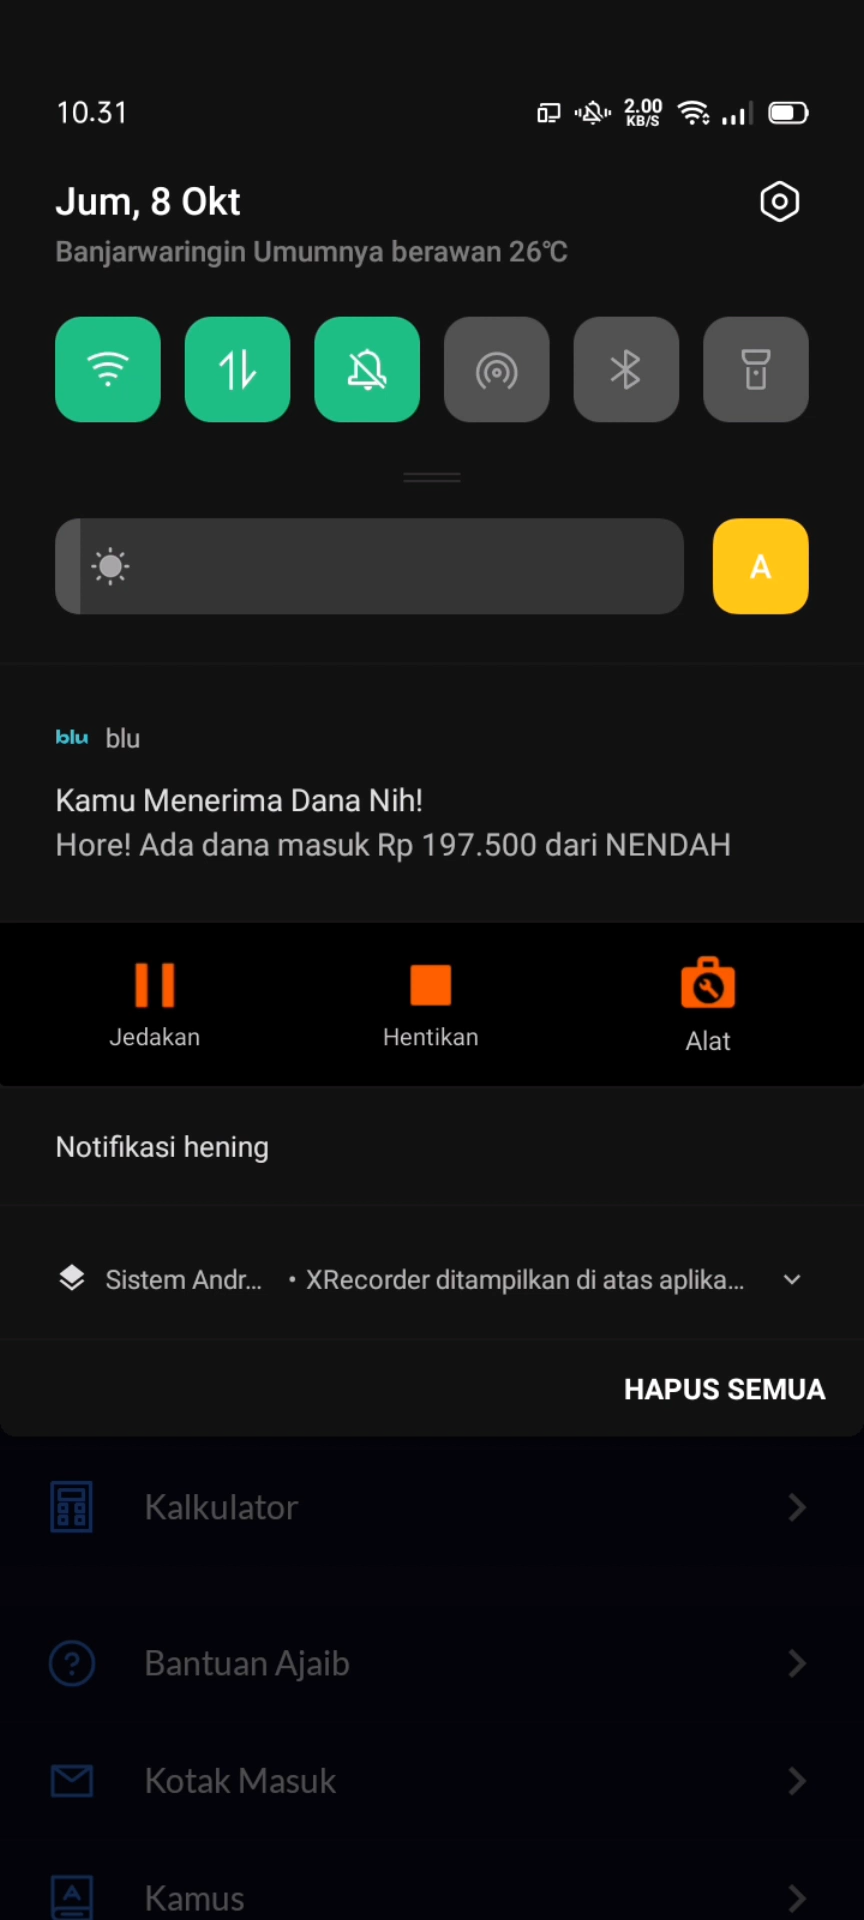 10.31
2.00
KB/S
Jum, 8 Okt
Banjarwaringin Umumnya berawan 26°C
A
blu blu
Kamu Menerima Dana Nih!
Hore! Ada dana masuk Rp 197.500 dari NENDAH
Jedakan Hentikan Alat
Notifikasi hening
Sistem Andr... • XRecorder ditampilkan di atas aplika...
HAPUS SEMUA
Kalkulator
Bantuan Ajaib
Kotak Masuk
Kamus